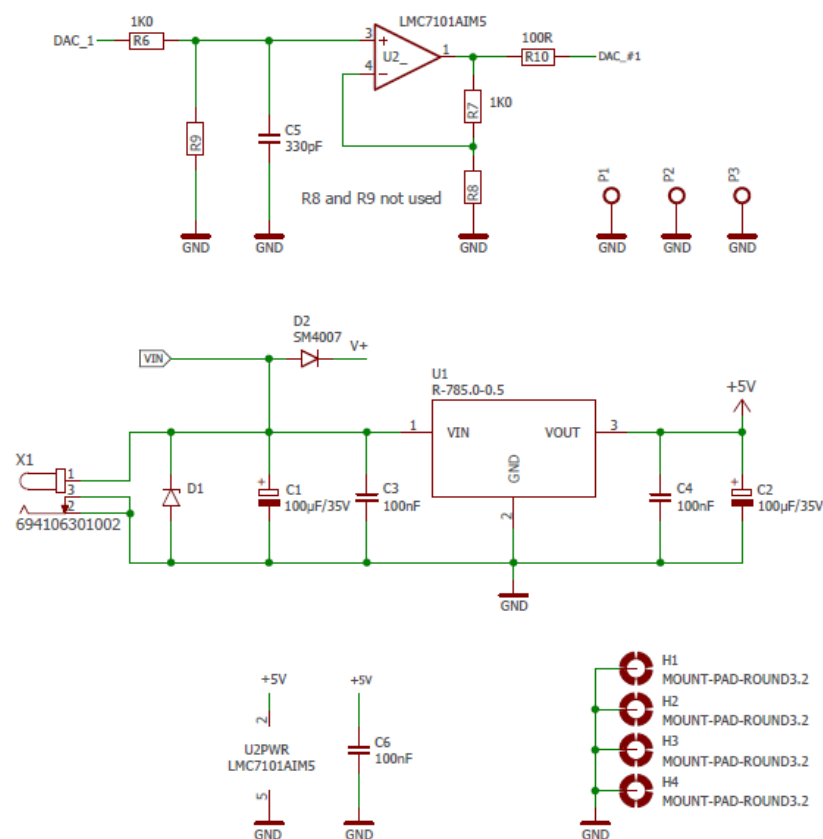 LMC7101AIM5
1K0
DAC_1
R6
3
+
1
100R
R10
DAC_#1
4
-
U2_
R7
1K0
R9
C5
330pF
R8
R8 and R9 not used
P1
P2
P3
GND
GND
GND
GND
GND
GND
D2
SM4007
VIN
V+
U1
R-785.0-0.5
+5V
1
VIN
VOUT
3
GND
2
X1
1
3
2
694106301002
D1
+
C1
100µF/35V
C3
100nF
C4
100nF
+
C2
100µF/35V
GND
+5V
+5V
2
U2PWR
LMC7101AIM5
C6
100nF
5
GND
GND
H1
MOUNT-PAD-ROUND3.2
H2
MOUNT-PAD-ROUND3.2
H3
MOUNT-PAD-ROUND3.2
H4
MOUNT-PAD-ROUND3.2
GND